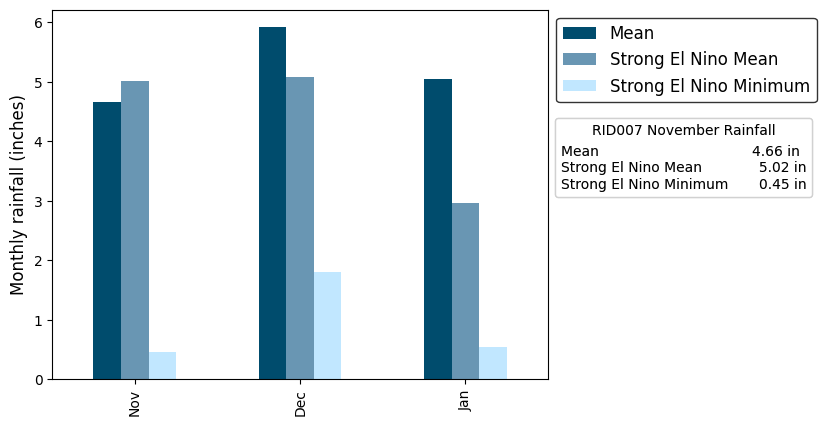 Monthly rainfall (inches)
6
5
4
3
2
1
0
Nov
Dec
Jan
Mean
Strong El Nino Mean
Strong El Nino Minimum
RID007 November Rainfall
Mean 4.66 in
Strong El Nino Mean 5.02 in
Strong El Nino Minimum 0.45 in